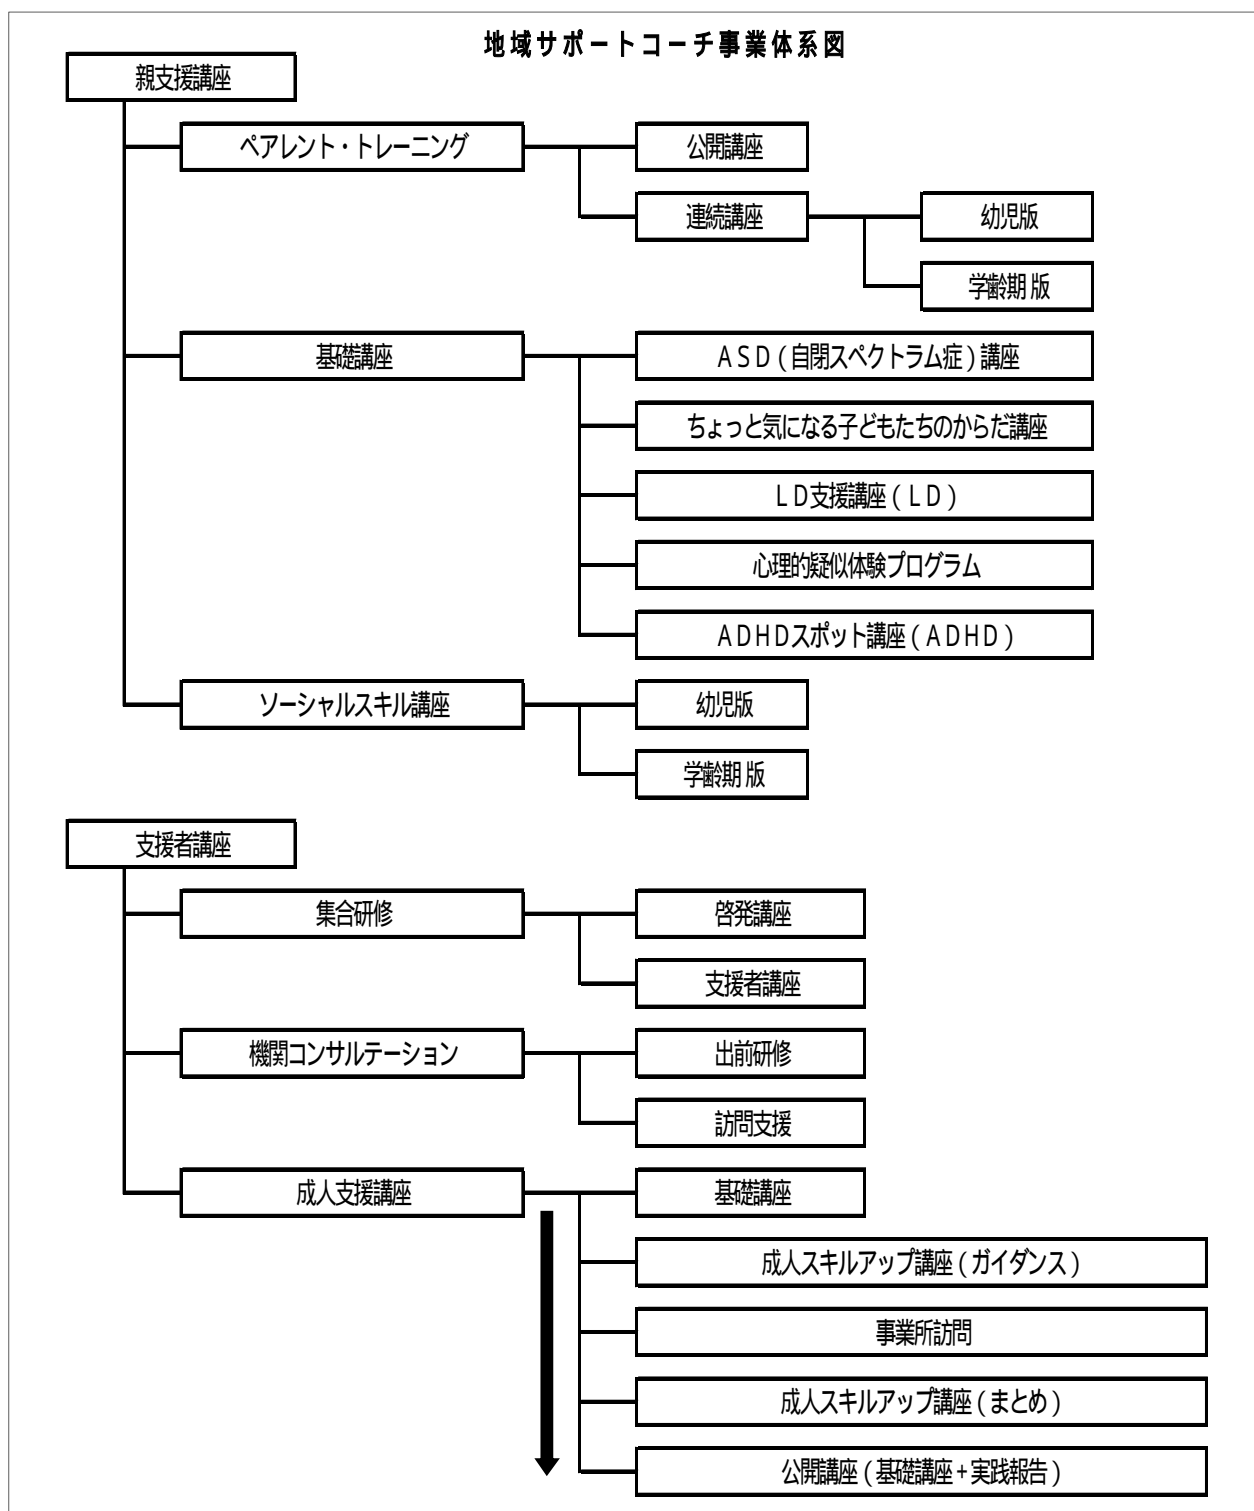 地域サポートコーチ事業体系図
親支援講座
ペアレント・トレーニング
公開講座
連続講座
幼児版
学齢期版
基礎講座
ASD(自閉スペクトラム症)講座
ちょっと気になる子どもたちのからだ講座
LD支援講座(LD)
心理的疑似体験プログラム
ADHDスポット講座(ADHD)
ソーシャルスキル講座
幼児版
学齢期版
支援者講座
集合研修
啓発講座
支援者講座
機関コンサルテーション
出前研修
訪問支援
成人支援講座
基礎講座
成人スキルアップ講座(ガイダンス)
事業所訪問
成人スキルアップ講座(まとめ)
公開講座(基礎講座+実践報告)